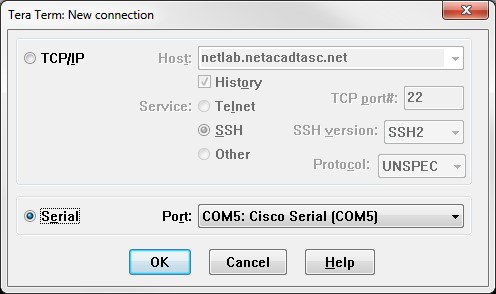 Tera Term: New connection
TCP/IP
Host: netlab.netacadtasc.net
History
Service: Telnet
TCP port#: 22
SSH
SSH version: SSH2
Other
Protocol: UNSPEC
Serial
Port: COM5: Cisco Serial (COM5)
OK
Cancel
Help